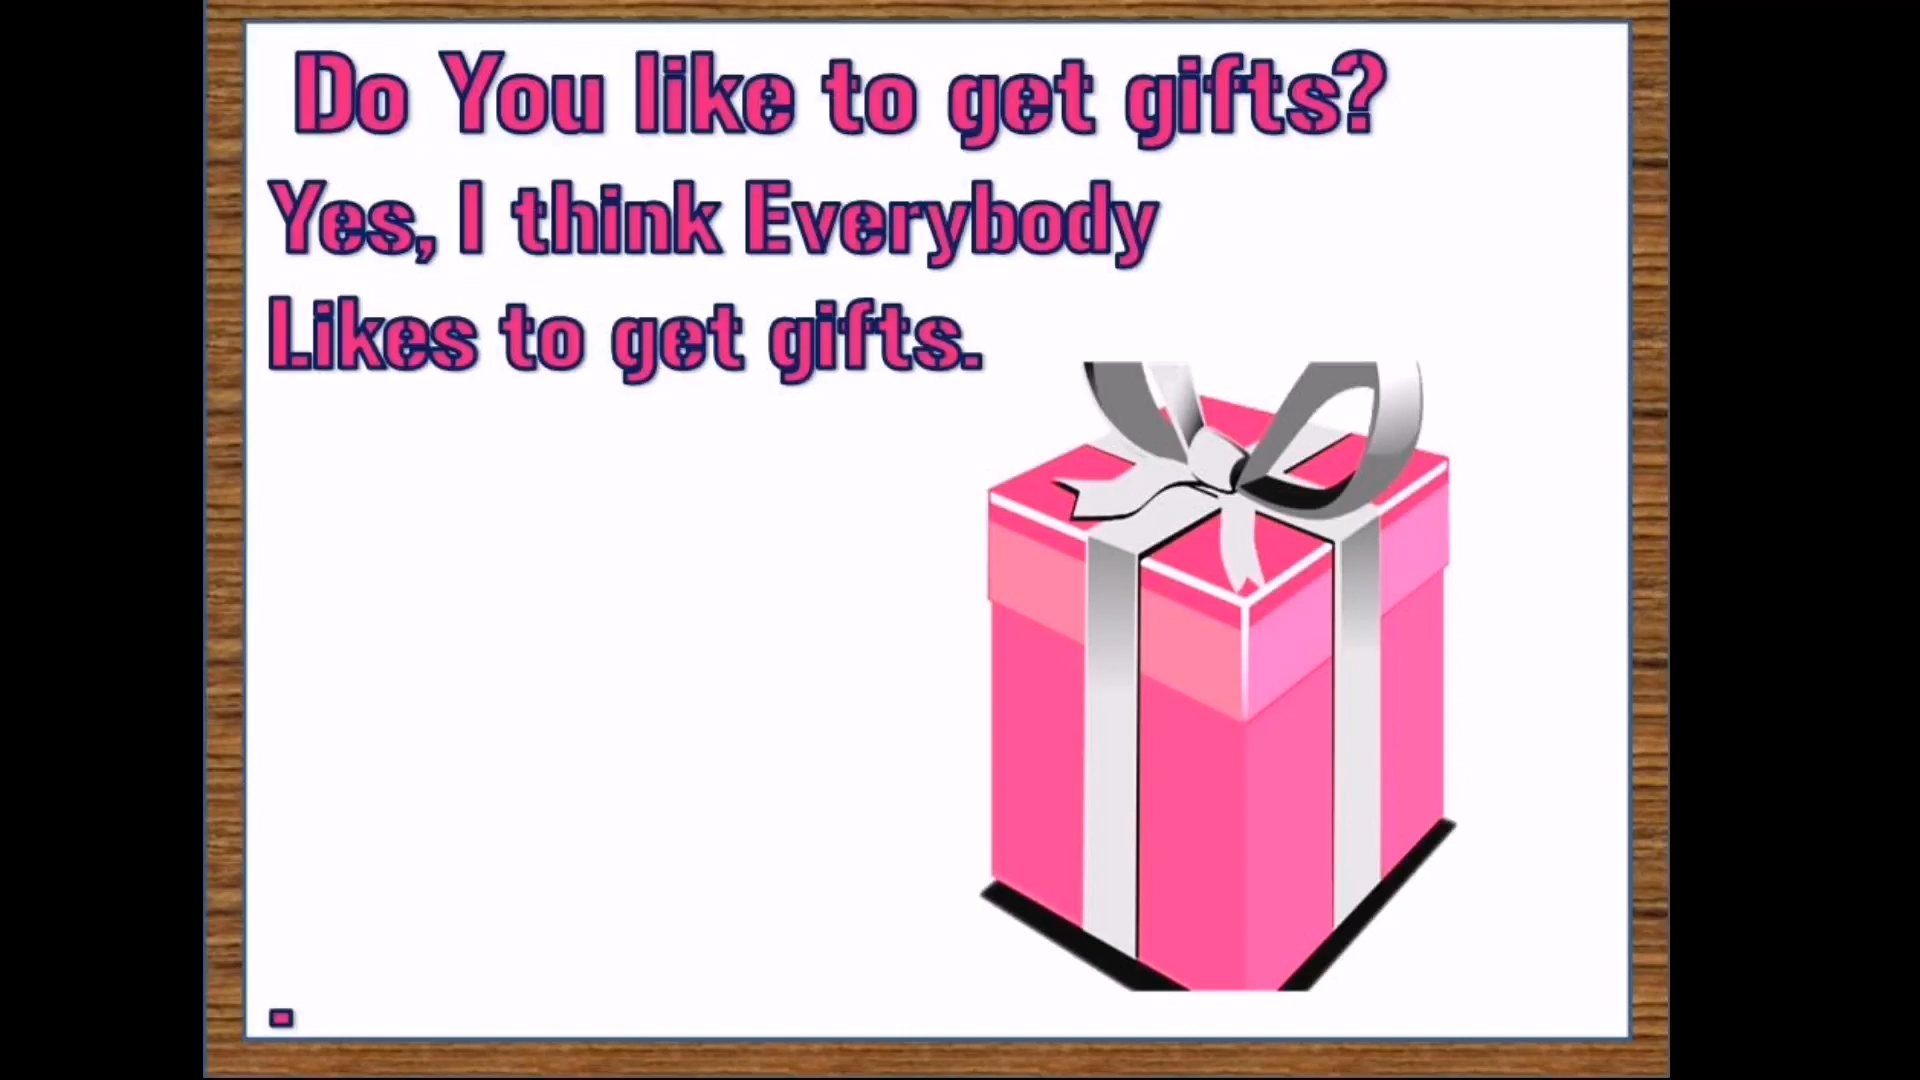 Do You like to get gifts?
Yes, I think Everybody
Likes to get gifts.
.